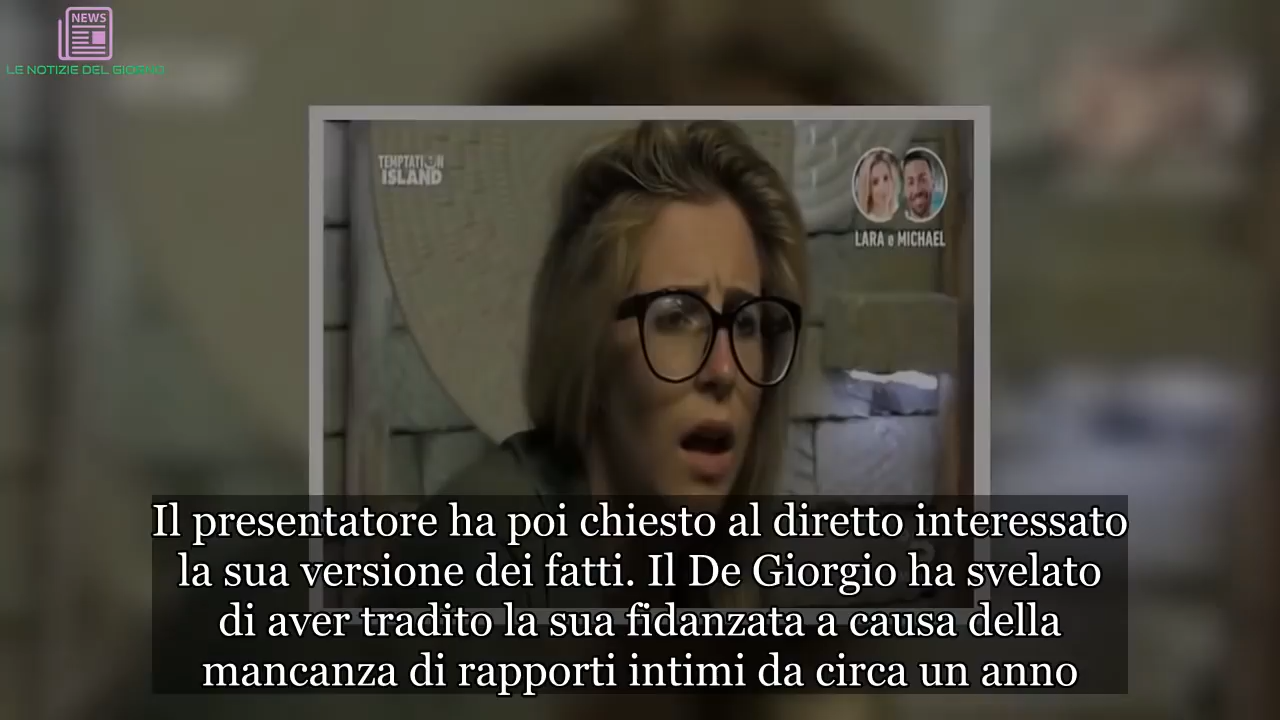 NEWS
LE NOTIZIE DEL GIORNO
TEMPTATION
ISLAND
LARA e MICHAEL
Il presentatore ha poi chiesto al diretto interessato
la sua versione dei fatti. Il De Giorgio ha svelato
di aver tradito la sua fidanzata a causa della
mancanza di rapporti intimi da circa un anno